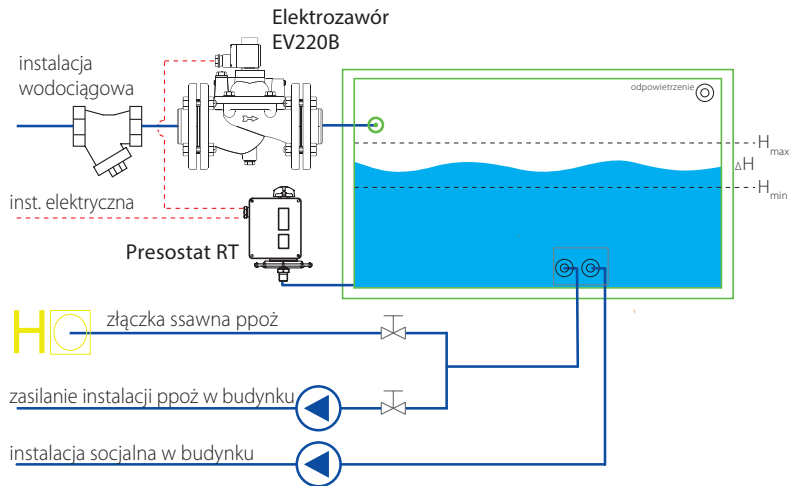 Elektrozawór
EV220B
instalacja
wodociągowa
odpowietrzenie
H max
ΔH
H min
inst. elektryczna
Presostat RT
H
złączka ssawna ppoż
zasilanie instalacji ppoż w budynku
instalacja socjalna w budynku